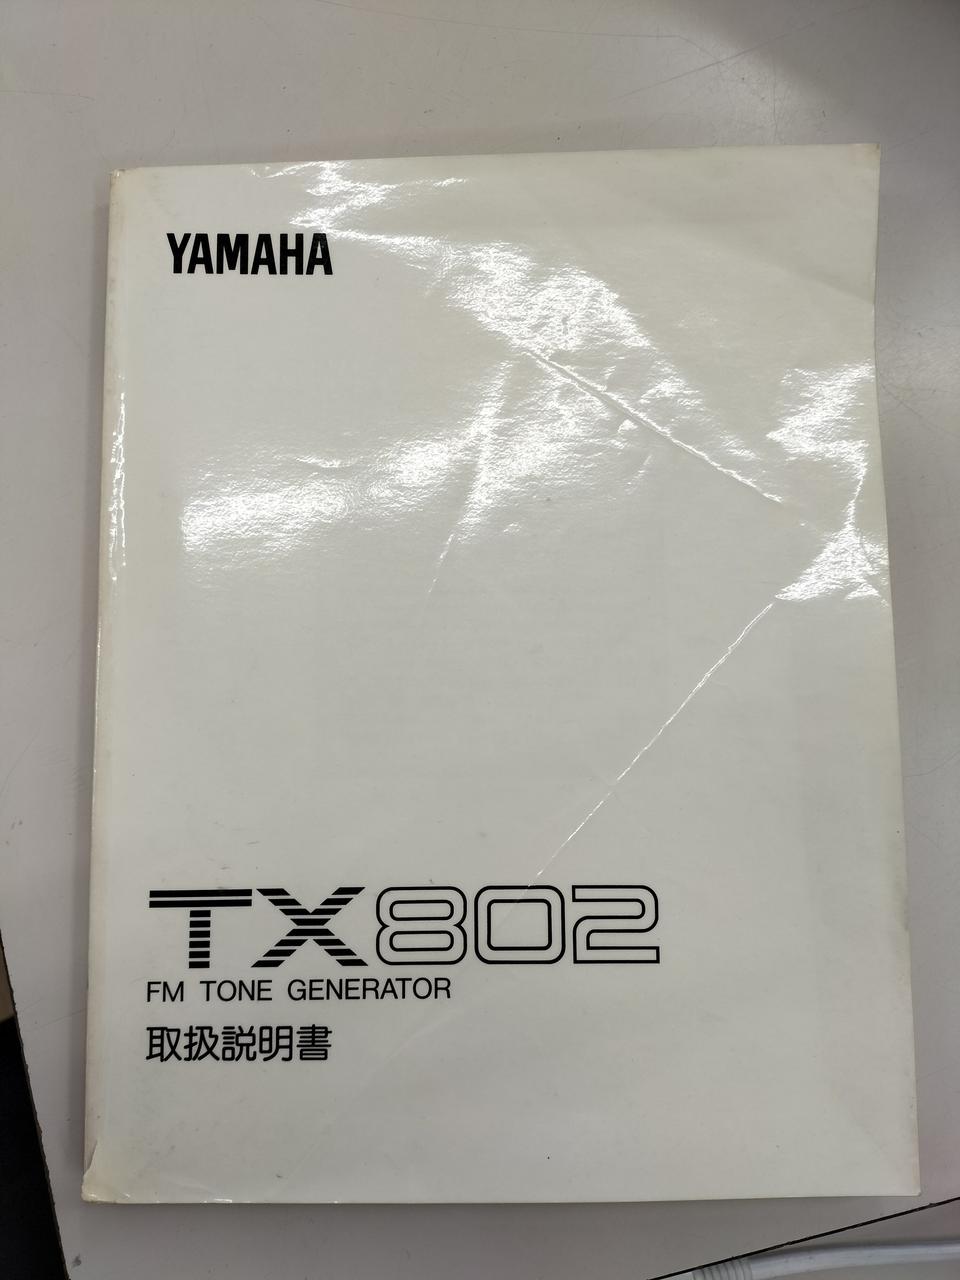 YAMAHA
TX802
FM TONE GENERATOR
取扱説明書